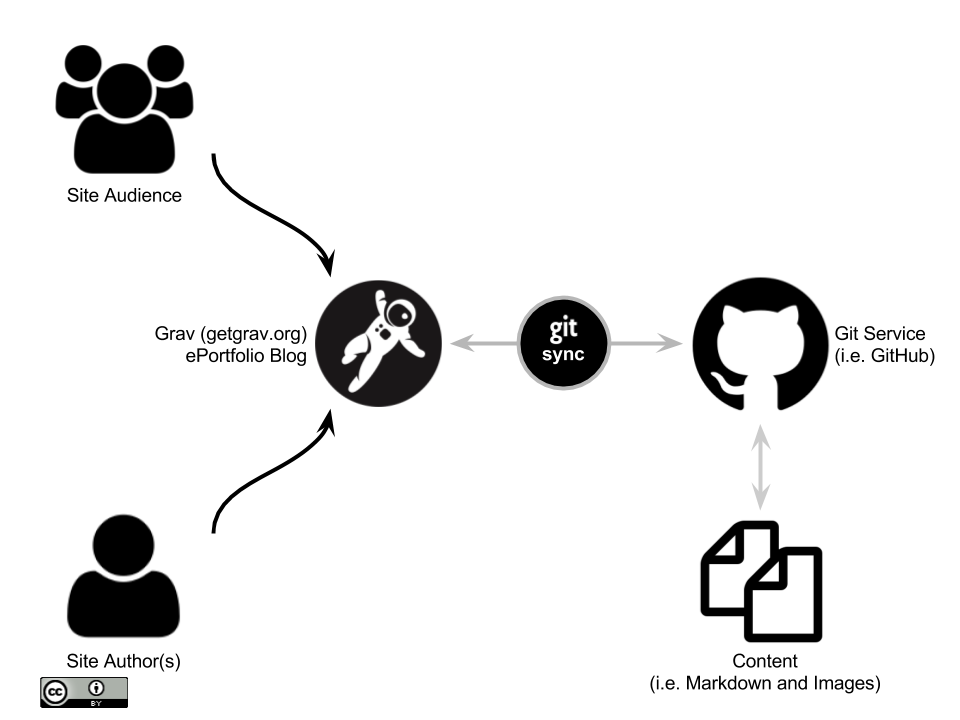 Site Audience
Grav (getgrav.org)
ePortfolio Blog
git
sync
Git Service
(i.e. GitHub)
Site Author(s)
Content
(i.e. Markdown and Images)
cc
BY